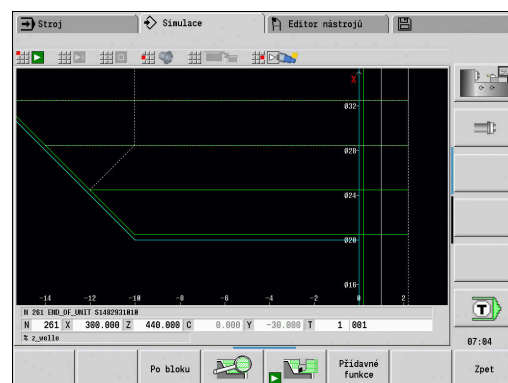 Stroj
Simulace
Editor nástrojů
X
ø32
ø28
ø24
ø20
ø16
-14 -12 -10 -8 -6 -4 -2 0 2
N 261 END_OF_UNIT S1402931010
N 261 X 300.000 Z 440.000 C 0.000 Y -30.000 T 1 001
% z_welle
T
07:04
Po bloku
Přídavné
funkce
Zpet